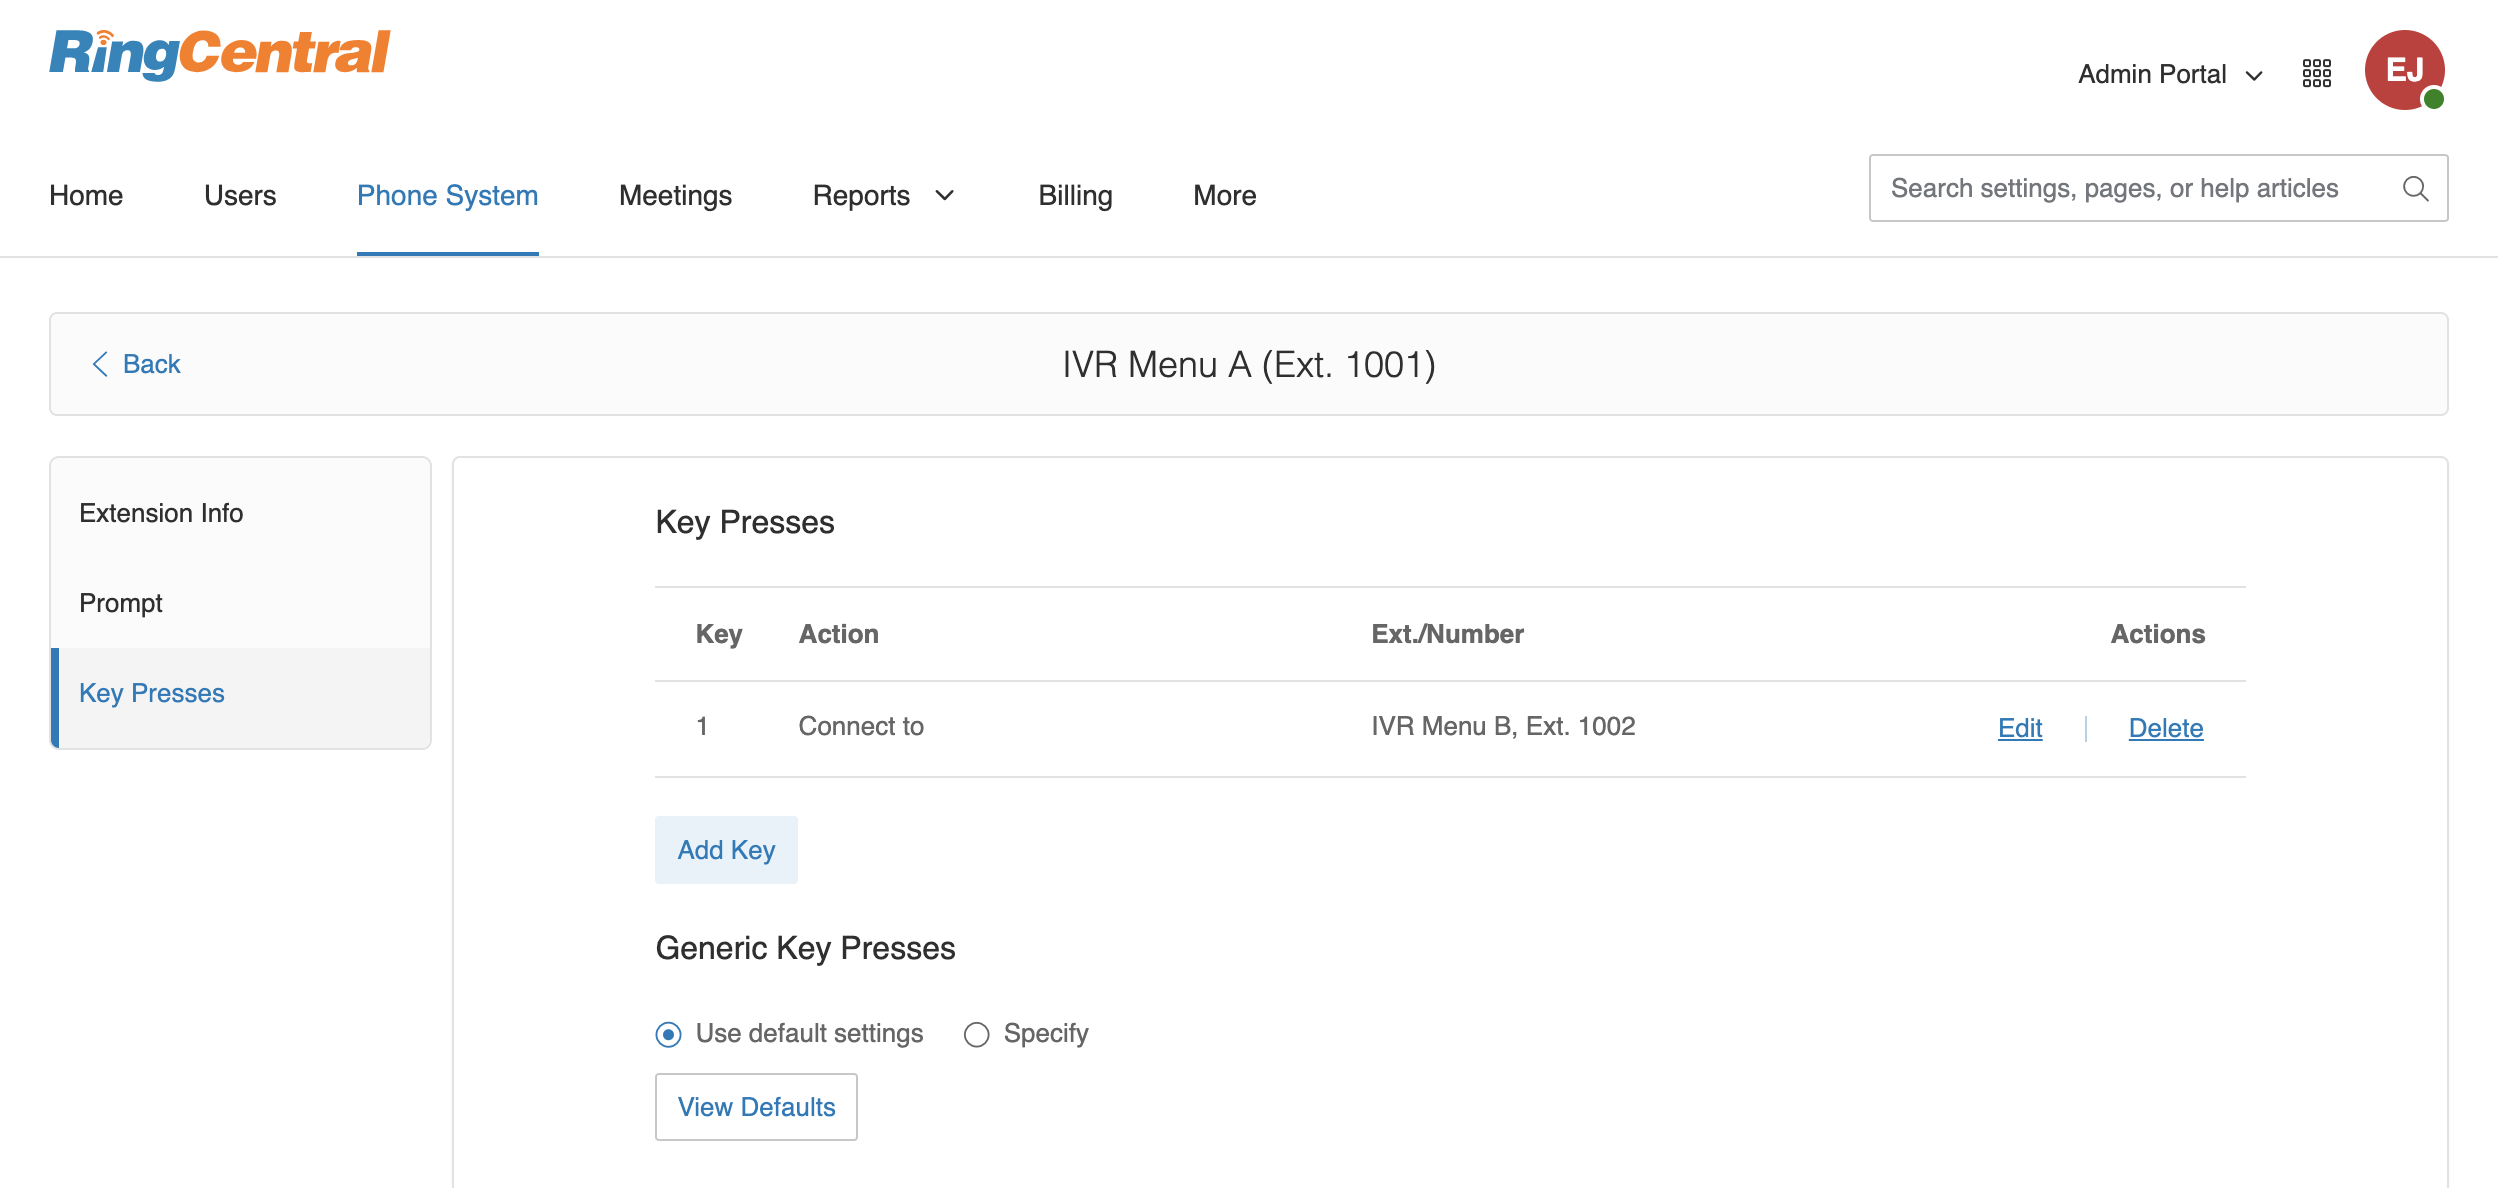 RingCentral
Admin Portal
EJ
Home Users Phone System Meetings Reports Billing More
Search settings, pages, or help articles
Back
IVR Menu A (Ext. 1001)
Extension Info
Prompt
Key Presses
Key Presses
Key Action Ext./Number Actions
1 Connect to IVR Menu B, Ext. 1002 Edit | Delete
Add Key
Generic Key Presses
Use default settings Specify
View Defaults